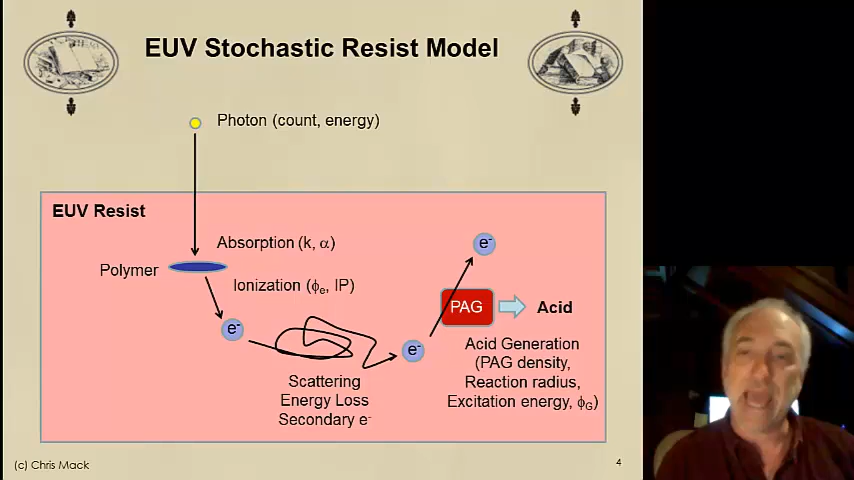 EUV Stochastic Resist Model
Photon (count, energy)
EUV Resist
Absorption (k, α)
Polymer
Ionization (ϕe, IP)
e-
e-
e-
PAG
Acid
Scattering
Energy Loss
Secondary e-
Acid Generation
(PAG density,
Reaction radius,
Excitation energy, ϕG)
(c) Chris Mack
4